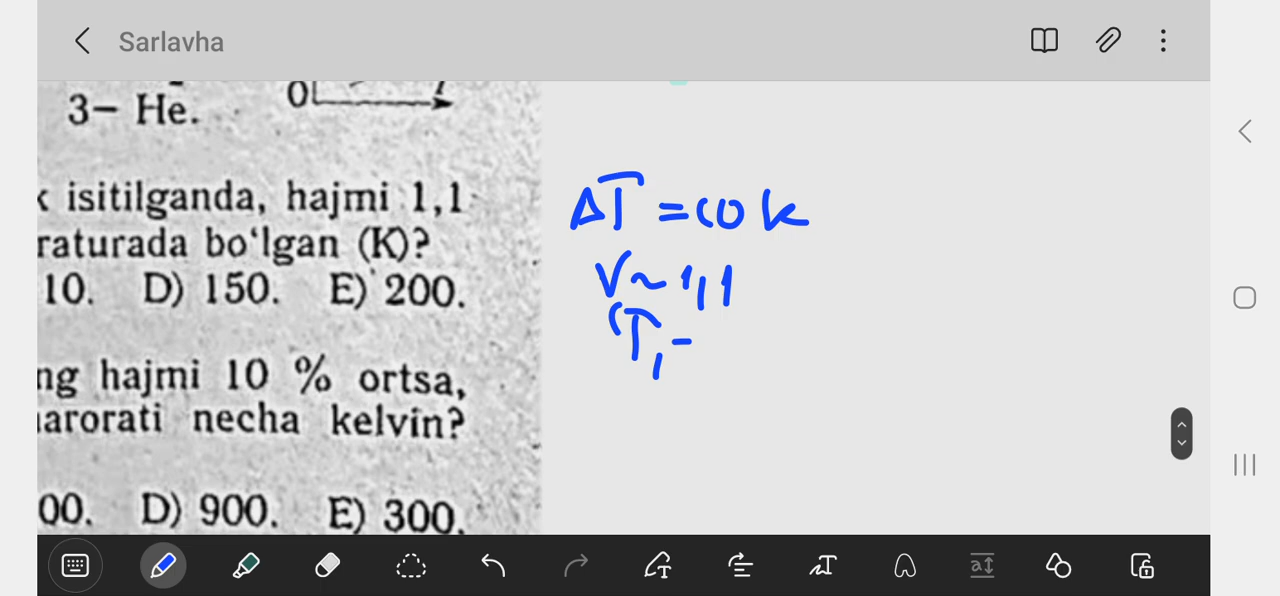 Sarlavha
3– He.
0
isitilganda, hajmi 1,1
raturada bo‘lgan (K)?
10. D) 150. E) 200.
ng hajmi 10 % ortsa,
arorati necha kelvin?
00. D) 900. E) 300.
ΔT = 10 k
V ~ 1,1
T, -